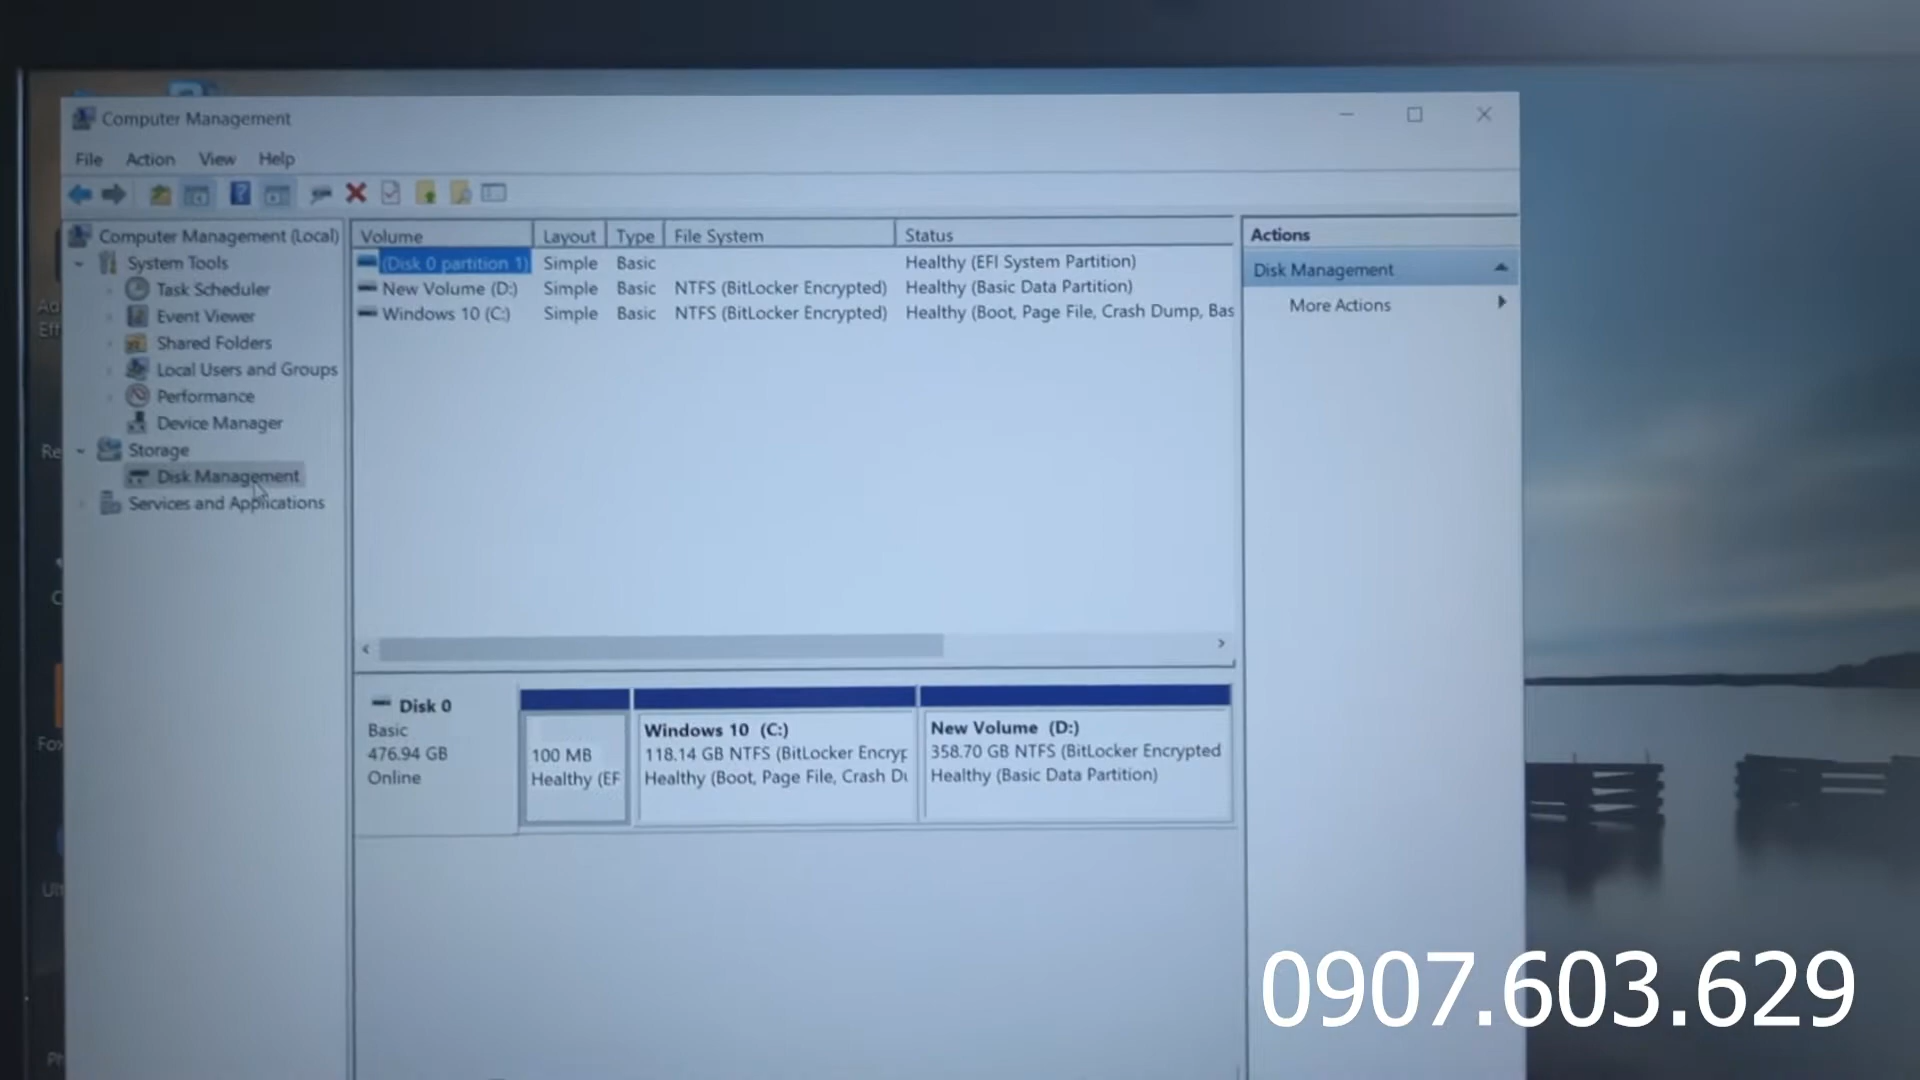 Computer Management
File Action View Help
Computer Management (Local)
System Tools
Task Scheduler
Event Viewer
Shared Folders
Local Users and Groups
Performance
Device Manager
Storage
Disk Management
Services and Applications
Volume Layout Type File System Status
(Disk 0 partition 1) Simple Basic Healthy (EFI System Partition)
New Volume (D:) Simple Basic NTFS (BitLocker Encrypted) Healthy (Basic Data Partition)
Windows 10 (C:) Simple Basic NTFS (BitLocker Encrypted) Healthy (Boot, Page File, Crash Dump, Bas
Actions
Disk Management
More Actions
Disk 0
Basic
476.94 GB
Online
100 MB
Healthy (EF
Windows 10 (C:)
118.14 GB NTFS (BitLocker Encryp
Healthy (Boot, Page File, Crash Du
New Volume (D:)
358.70 GB NTFS (BitLocker Encrypted
Healthy (Basic Data Partition)
0907.603.629